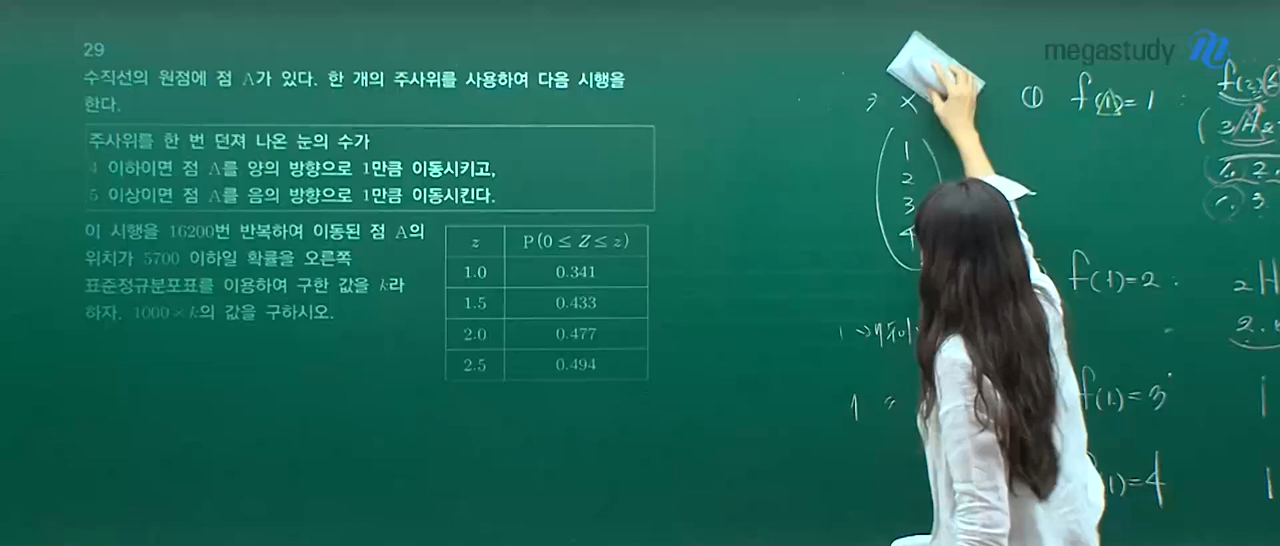 29
수직선의 원점에 점 A가 있다. 한 개의 주사위를 사용하여 다음 시행을
한다.
주사위를 한 번 던져 나온 눈의 수가
4 이하이면 점 A를 양의 방향으로 1만큼 이동시키고,
5 이상이면 점 A를 음의 방향으로 1만큼 이동시킨다.
이 시행을 16200번 반복하여 이동된 점 A의
위치가 5700 이하일 확률을 오른쪽
표준정규분포표를 이용하여 구한 값을 k라
하자. 1000×k의 값을 구하시오.
z P(0≤Z≤z)
1.0 0.341
1.5 0.433
2.0 0.477
2.5 0.494
megastudy
X
1
2
3
4
① f(1)=1
f(1)=2
f(1)=3
(1)=4